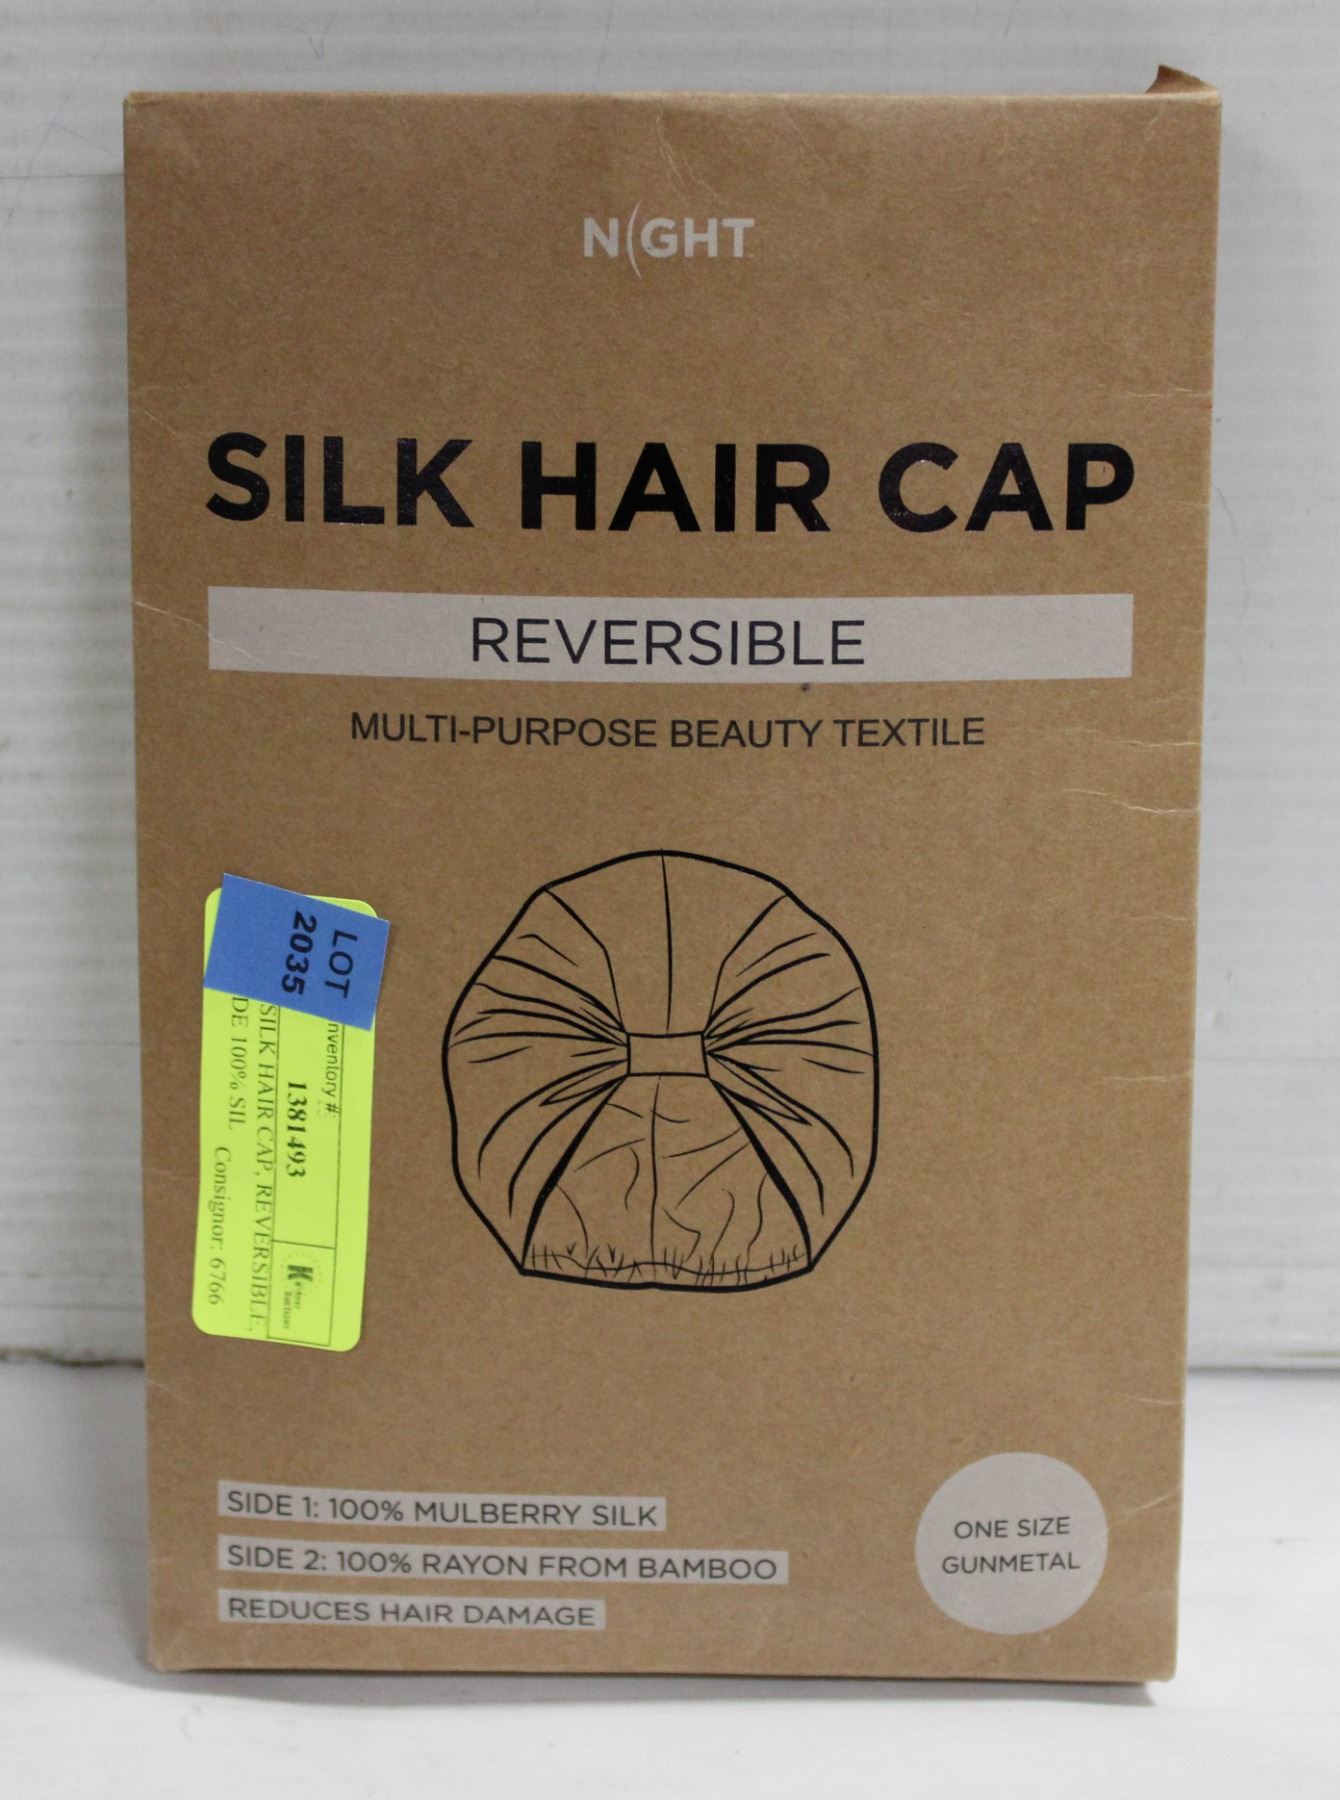 N(GHT
SILK HAIR CAP
REVERSIBLE
MULTI-PURPOSE BEAUTY TEXTILE
LOT
2035
nventory #:
1381493
SILK HAIR CAP, REVERSIBLE,
DE 100% SIL Consignor: 6766
SIDE 1: 100% MULBERRY SILK
SIDE 2: 100% RAYON FROM BAMBOO
REDUCES HAIR DAMAGE
ONE SIZE
GUNMETAL